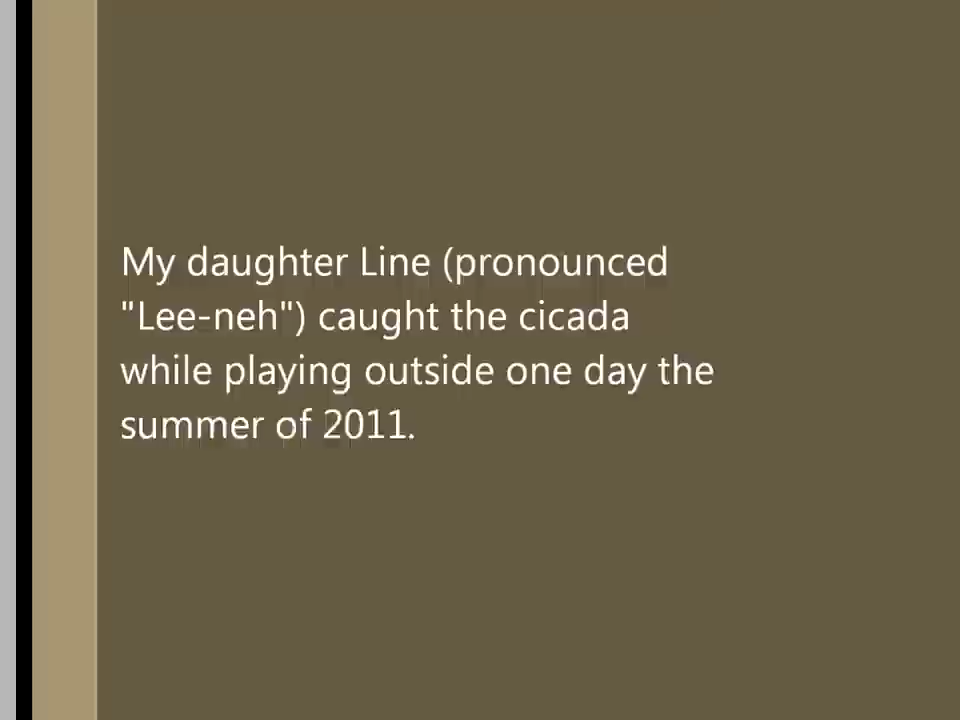 My daughter Line (pronounced
"Lee-neh") caught the cicada
while playing outside one day the
summer of 2011.